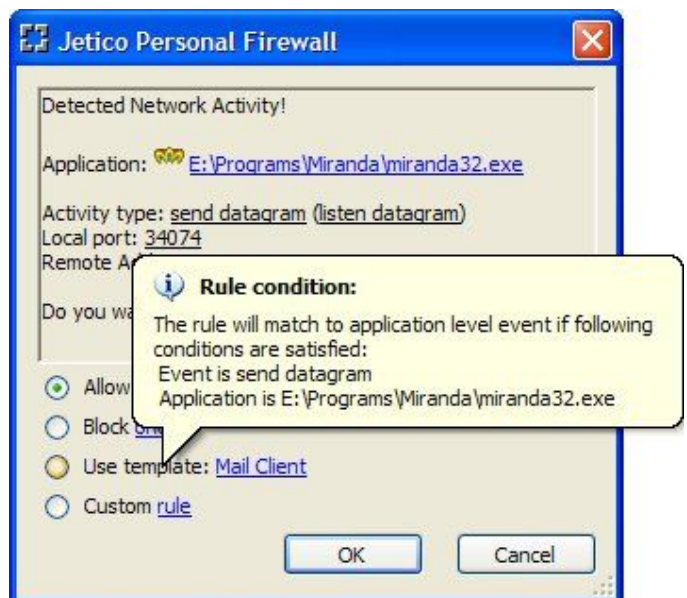 Jetico Personal Firewall
Detected Network Activity!
Application: E:\Programs\Miranda\miranda32.exe
Activity type: send datagram (listen datagram)
Local port: 34074
Remote
Do you
Rule condition:
The rule will match to application level event if following
conditions are satisfied:
Event is send datagram
Application is E:\Programs\Miranda\miranda32.exe
Allow
Block
Use template: Mail Client
Custom rule
OK
Cancel